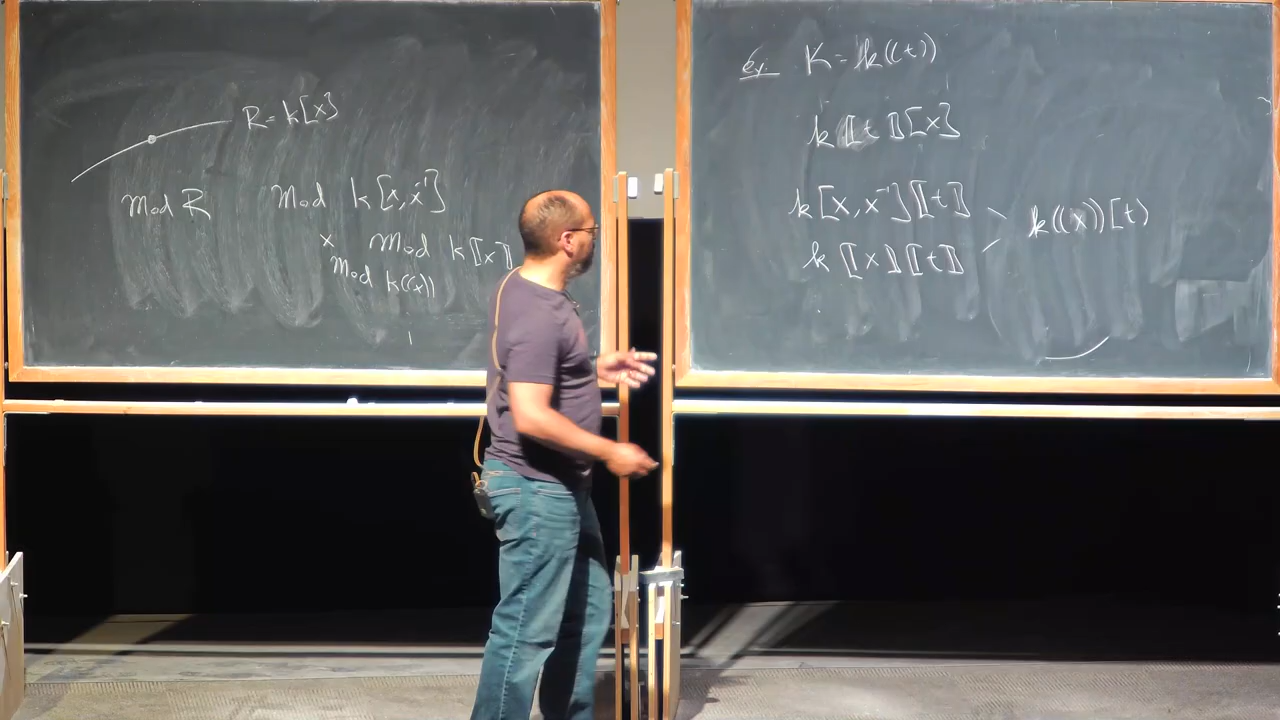 R = k[x]
mod R
Mod k[x, x⁻¹]
× mod k[[x]]
Mod k((x))
ex. K = k((t))
k[[t]][x]
k[x, x⁻¹][[t]]
k((x))[t]
k[[x]][[t]]